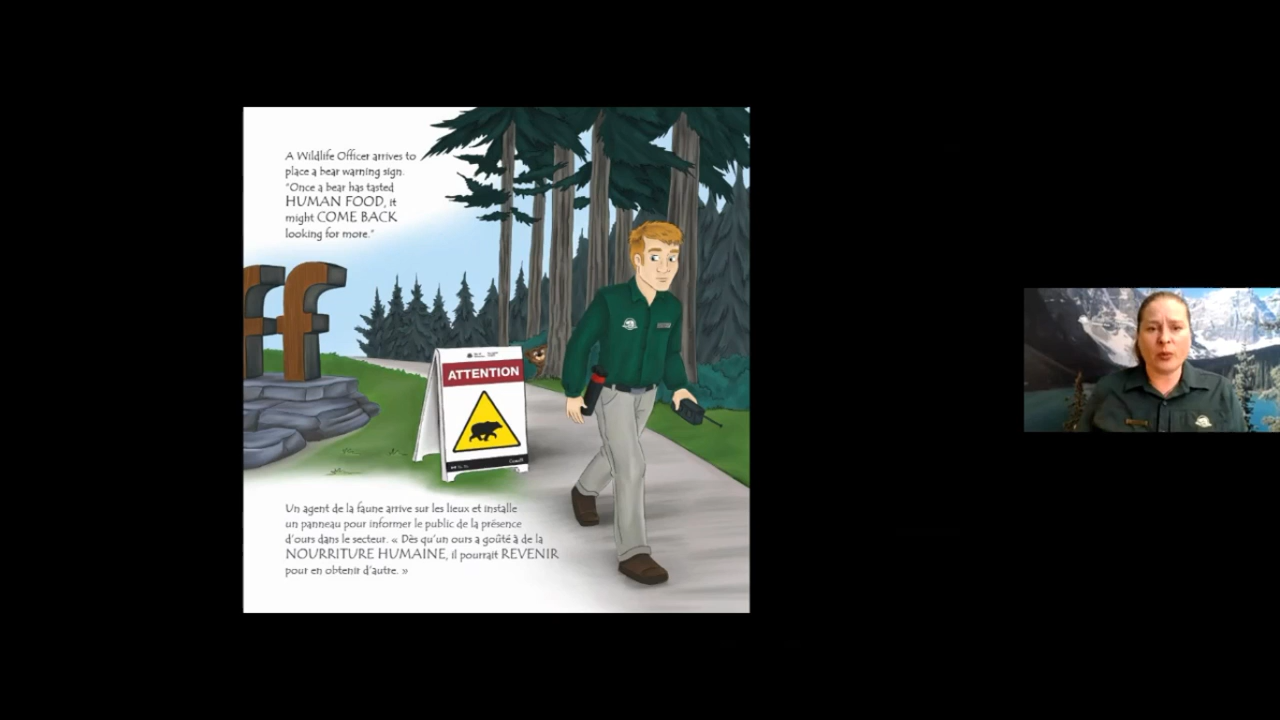 A Wildlife Officer arrives to
place a bear warning sign.
"Once a bear has tasted
HUMAN FOOD, it
might COME BACK
looking for more."
ff
ATTENTION
Canada
Un agent de la faune arrive sur les lieux et installe
un panneau pour informer le public de la présence
d'ours dans le secteur. « Dès qu'un ours a goûté à de la
NOURRITURE HUMAINE, il pourrait REVENIR
pour en obtenir d'autre. »